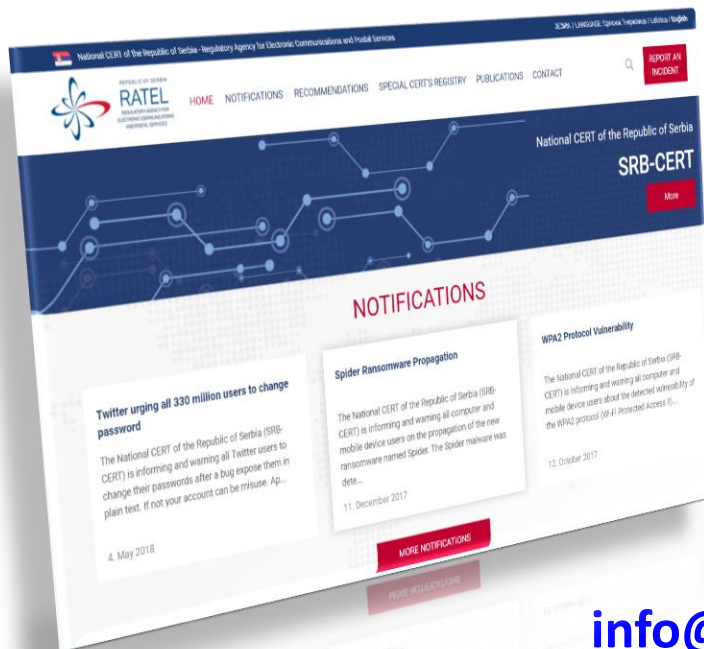 National CERT of the Republic of Serbia - Regulatory Agency for Electronic Communications and Postal Services
REPUBLIC OF SERBIA
RATEL
REGULATORY AGENCY FOR
ELECTRONIC COMMUNICATIONS
AND POSTAL SERVICES
HOME NOTIFICATIONS RECOMMENDATIONS SPECIAL CERT'S REGISTRY PUBLICATIONS CONTACT
REPORT AN
INCIDENT
National CERT of the Republic of Serbia
SRB-CERT
More
NOTIFICATIONS
Twitter urging all 330 million users to change
password
The National CERT of the Republic of Serbia (SRB-
CERT) is informing and warning all Twitter users to
change their passwords after a bug expose them in
plain text. If not your account can be misuse. Ap...
4. May 2018
Spider Ransomware Propagation
The National CERT of the Republic of Serbia (SRB-
CERT) is informing and warning all computer and
mobile device users on the propagation of the new
ransomware named Spider. The Spider malware was
dete...
11. December 2017
WPA2 Protocol Vulnerability
The National CERT of the Republic of Serbia (SRB-
CERT) is informing and warning all computer and
mobile device users about the detected vulnerability of
the WPA2 protocol (Wi-Fi Protected Access II)....
12. October 2017
MORE NOTIFICATIONS
info@